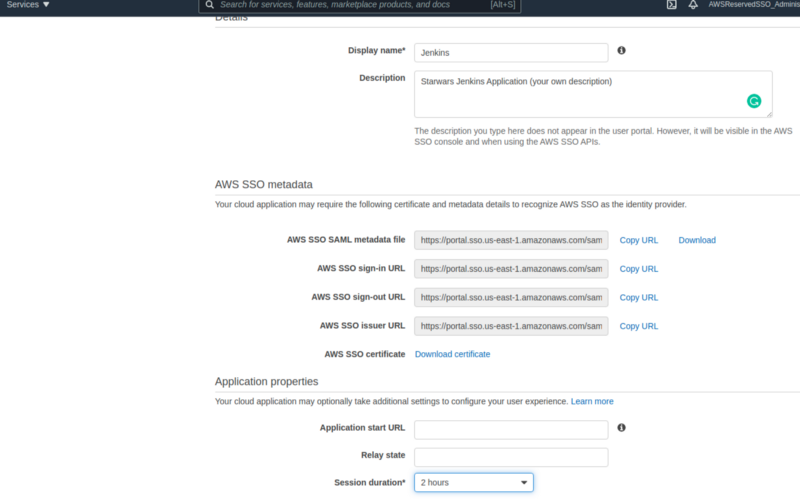 Services
Search for services, features, marketplace products, and docs [Alt+S]
AWSReservedSSO_Adminis
Details
Display name* Jenkins
Description Starwars Jenkins Application (your own description)
The description you type here does not appear in the user portal. However, it will be visible in the AWS
SSO console and when using the AWS SSO APIs.
AWS SSO metadata
Your cloud application may require the following certificate and metadata details to recognize AWS SSO as the identity provider.
AWS SSO SAML metadata file https://portal.sso.us-east-1.amazonaws.com/sam Copy URL Download
AWS SSO sign-in URL https://portal.sso.us-east-1.amazonaws.com/sam Copy URL
AWS SSO sign-out URL https://portal.sso.us-east-1.amazonaws.com/sam Copy URL
AWS SSO issuer URL https://portal.sso.us-east-1.amazonaws.com/sam Copy URL
AWS SSO certificate Download certificate
Application properties
Your cloud application may optionally take additional settings to configure your user experience. Learn more
Application start URL
Relay state
Session duration* 2 hours